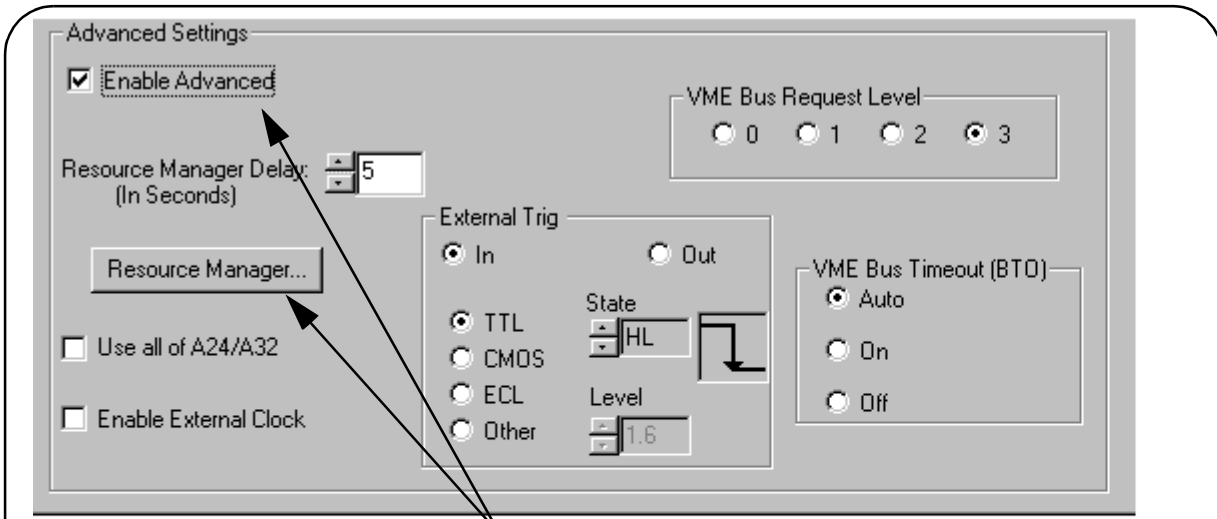 Advanced Settings
Enable Advanced
VME Bus Request Level
0 1 2 3
Resource Manager Delay:
(In Seconds)
5
External Trig
In Out
Resource Manager...
VME Bus Timeout (BTO)
Auto
State
TTL
HL
Use all of A24/A32
CMOS
On
ECL
Level
Off
Enable External Clock
Other
1.6